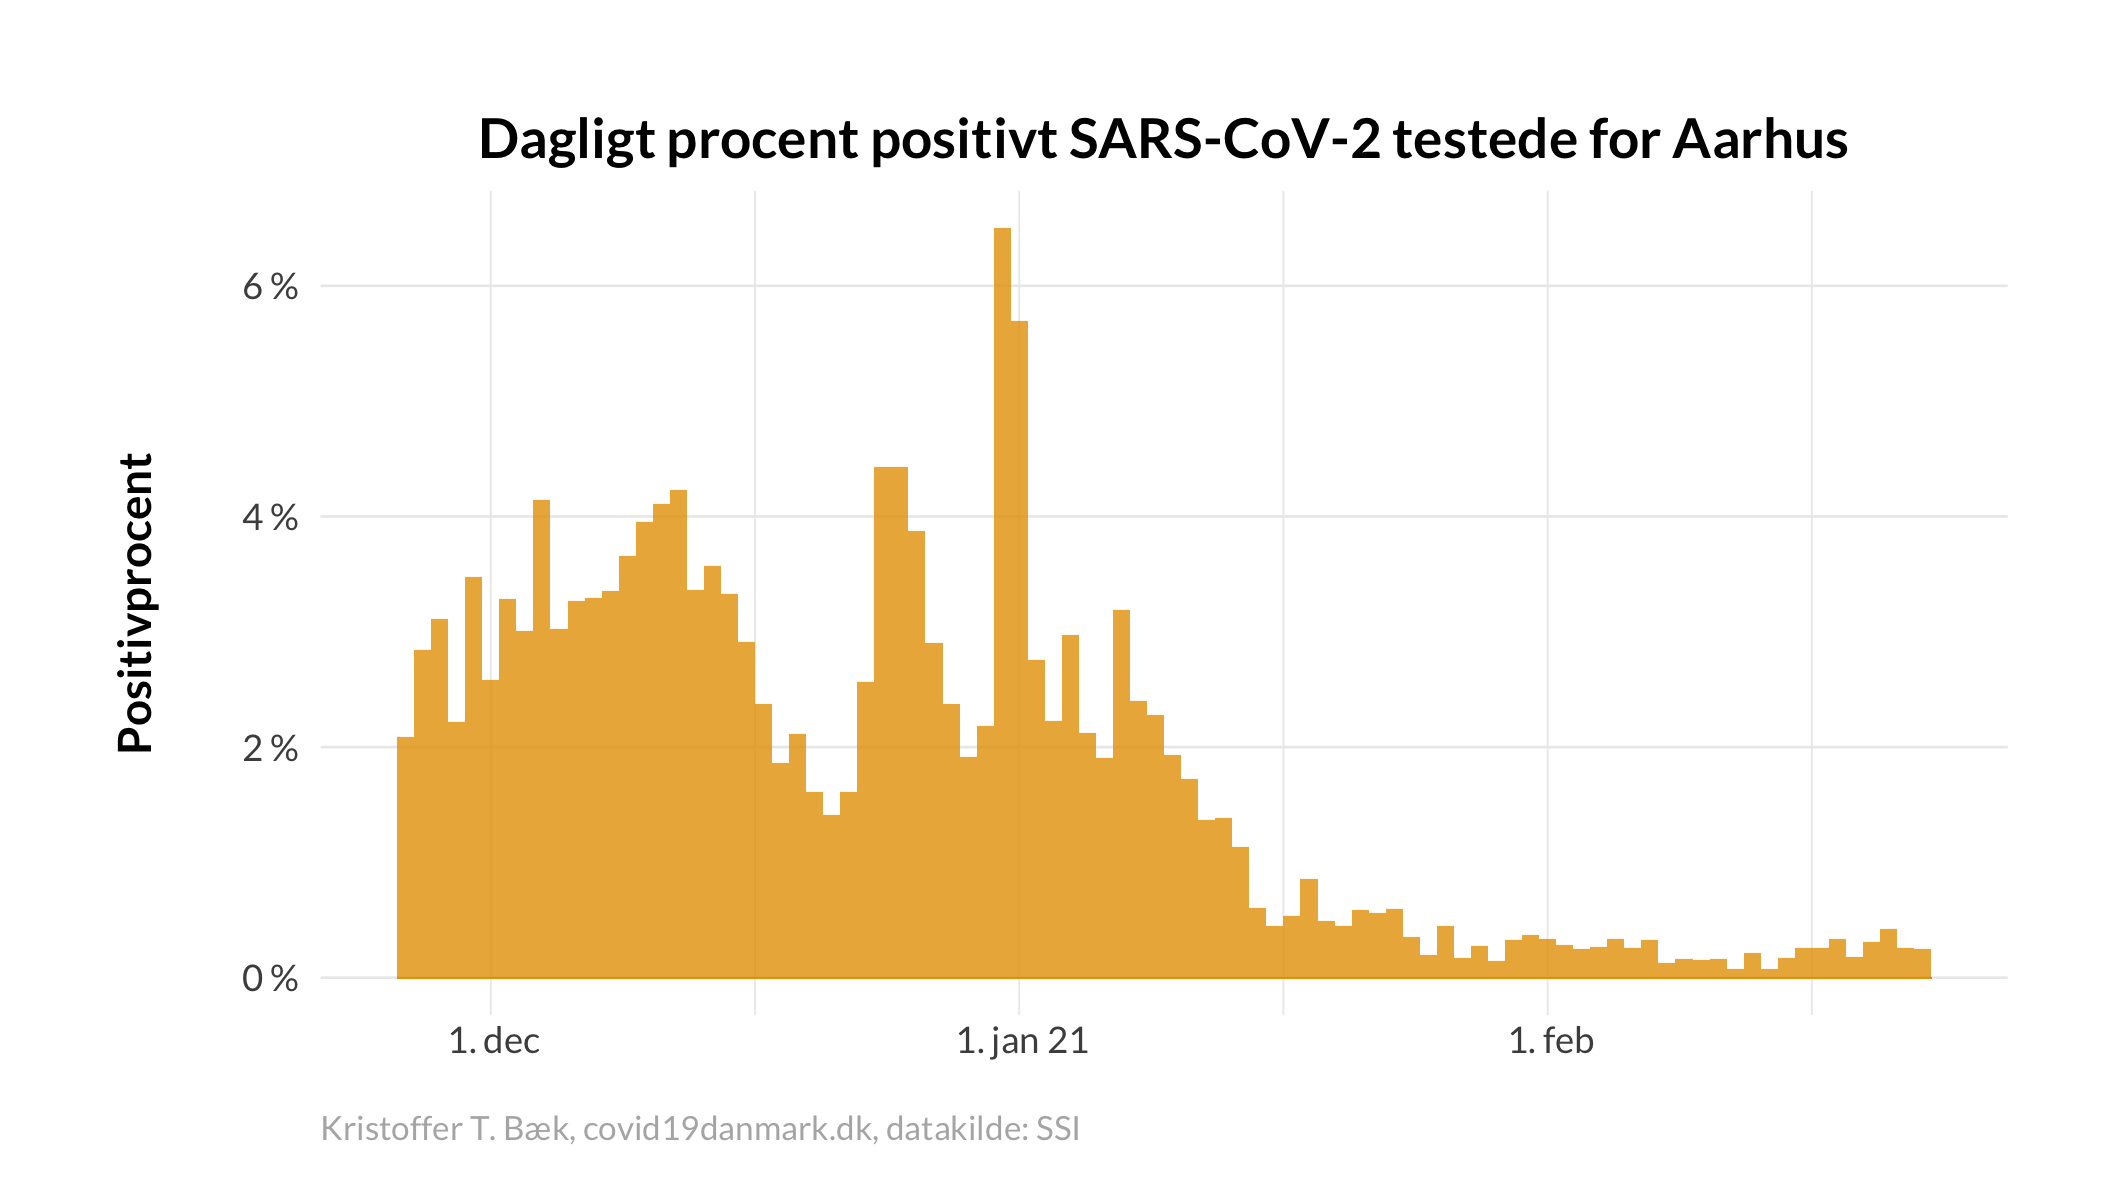 Dagligt procent positivt SARS-CoV-2 testede for Aarhus
Positivprocent
6 %
4 %
2 %
0 %
1. dec
1. jan 21
1. feb
Kristoffer T. Bæk, covid19danmark.dk, datakilde: SSI